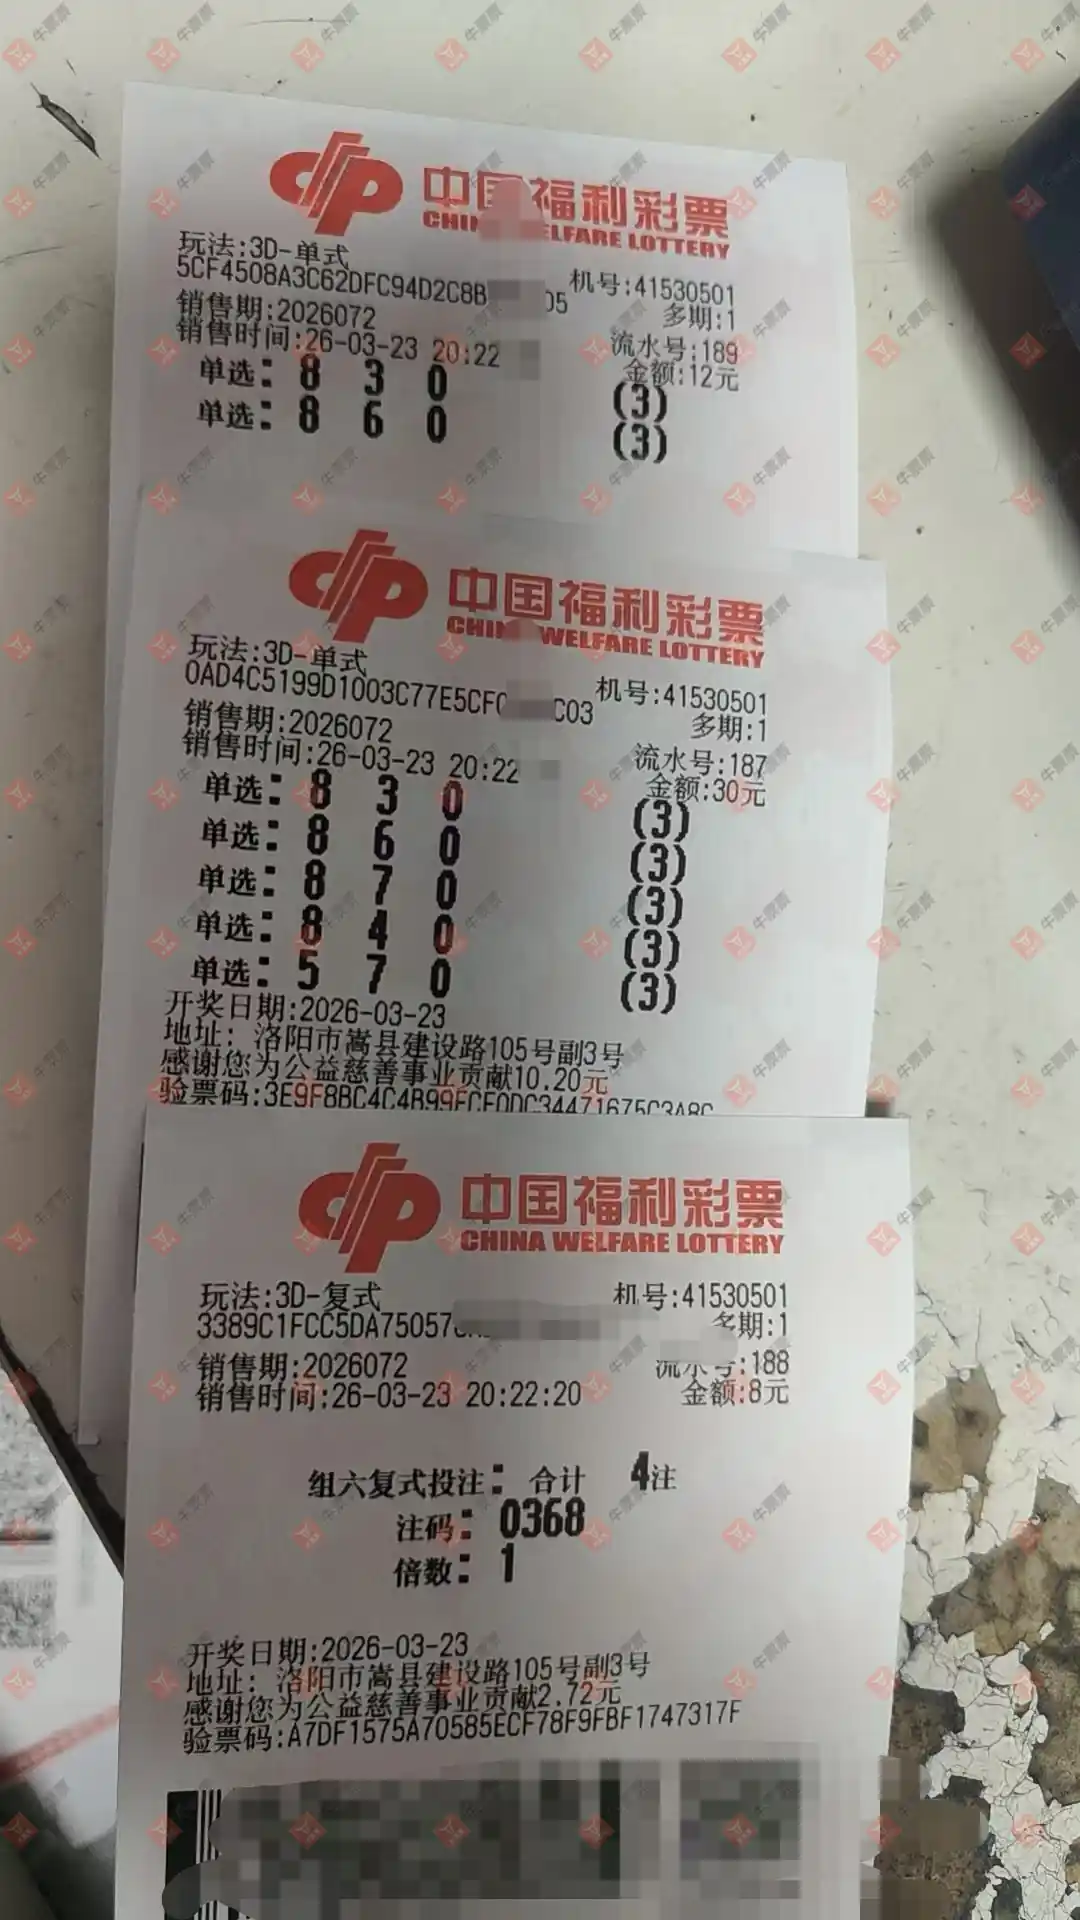 中国福利彩票
CHINA WELFARE LOTTERY
玩法:3D-单式
机号:41530501
5CF4508A3C62DFC94D2C8B 05
多期:1
销售期:2026072
流水号:189
销售时间:26-03-23 20:22
金额:12元
单选: 8 3 0 (3)
单选: 8 6 0 (3)
中国福利彩票
CHINA WELFARE LOTTERY
玩法:3D-单式
机号:41530501
0AD4C5199D1003C77E5CF C03
多期:1
销售期:2026072
流水号:187
销售时间:26-03-23 20:22
金额:30元
单选: 8 3 0 (3)
单选: 8 6 0 (3)
单选: 8 7 0 (3)
单选: 8 4 0 (3)
单选: 5 7 0 (3)
开奖日期:2026-03-23
地址: 洛阳市嵩县建设路105号副3号
感谢您为公益慈善事业贡献10.20元
验票码:3E9F8BC4C4B99FCF0DC34471675C3A8C
中国福利彩票
CHINA WELFARE LOTTERY
玩法:3D-复式
机号:41530501
3389C1FCC5DA75057
多期:1
销售期:2026072
流水号:188
销售时间:26-03-23 20:22:20
金额:8元
组六复式投注: 合计 4注
注码: 0368
倍数: 1
开奖日期:2026-03-23
地址: 洛阳市嵩县建设路105号副3号
感谢您为公益慈善事业贡献2.72元
验票码:A7DF1575A70585ECF78F9FBF1747317F
牛票票